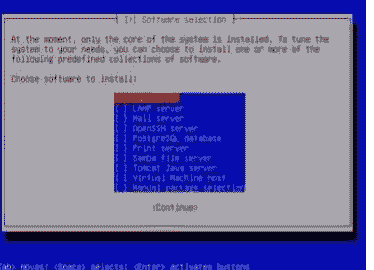 [!] Software selection
At the moment, only the core of the system is installed. To tune the
system to your needs, you can choose to install one or more of the
following predefined collections of software.
Choose software to install:
[ ] LAMP server
[ ] Mail server
[ ] OpenSSH server
[ ] PostgreSQL database
[ ] Print server
[ ] Samba file server
[ ] Tomcat Java server
[ ] Virtual Machine host
[ ] Manual package selection
<Continue>
<Tab> moves; <Space> selects; <Enter> activates buttons